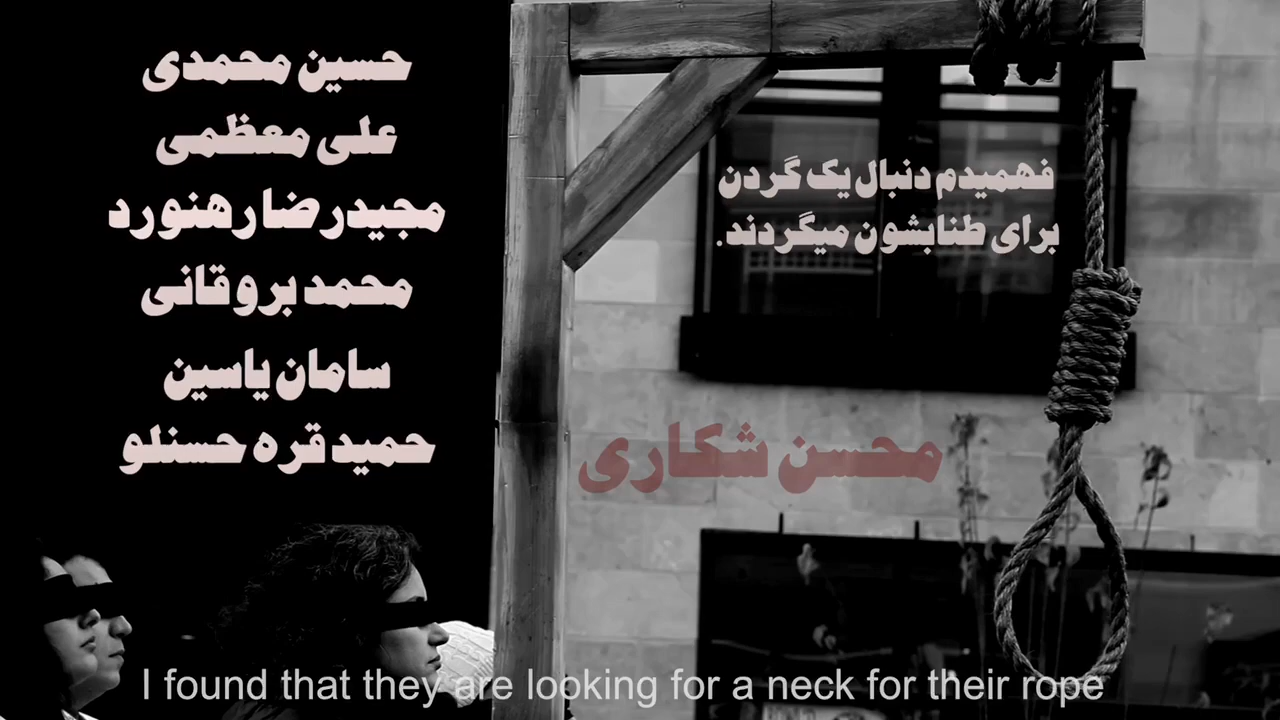 حسین محمدی
علی معظمی
مجیدرضا رهنورد
محمد بروقانی
سامان یاسین
حمید قره حسنلو
فهمیدم دنبال یک گردن
برای طنابشون میگردند.
محسن شکاری
I found that they are looking for a neck for their rope